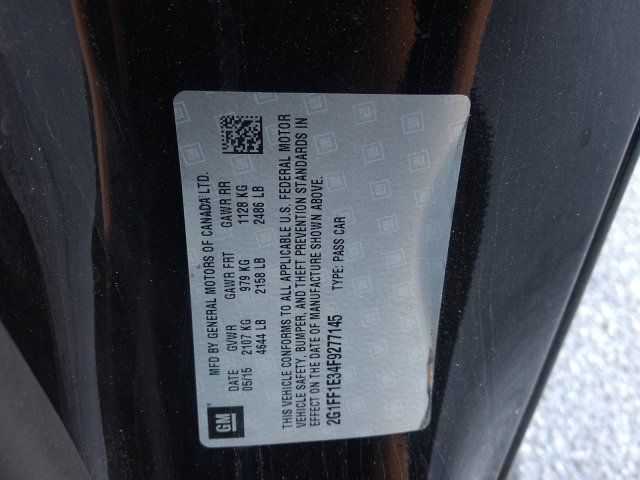 GM
MFD BY GENERAL MOTORS OF CANADA LTD.
DATE GVWR GAWR FRT GAWR RR
05/15 2107 KG 979 KG 1128 KG
4644 LB 2158 LB 2486 LB
THIS VEHICLE CONFORMS TO ALL APPLICABLE U.S. FEDERAL MOTOR
VEHICLE SAFETY, BUMPER, AND THEFT PREVENTION STANDARDS IN
EFFECT ON THE DATE OF MANUFACTURE SHOWN ABOVE.
2G1FF1E34F9277145 TYPE: PASS CAR